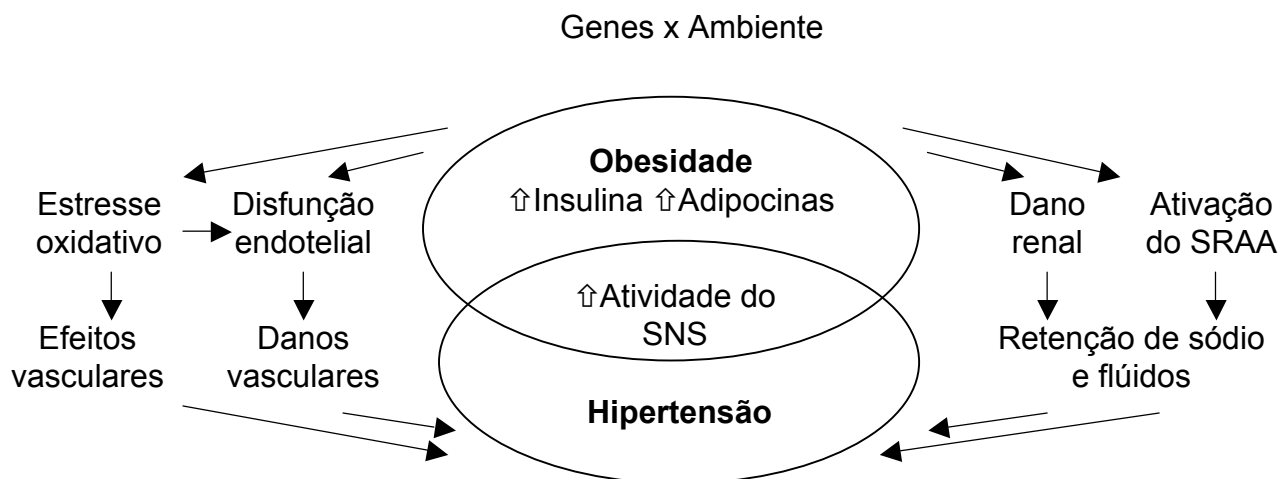 Genes x Ambiente
Obesidade
⇧Insulina ⇧Adipocinas
Estresse
oxidativo
Disfunção
endotelial
Dano
renal
Ativação
do SRAA
⇧Atividade do
SNS
Efeitos
vasculares
Danos
vasculares
Retenção de sódio
e flúidos
Hipertensão